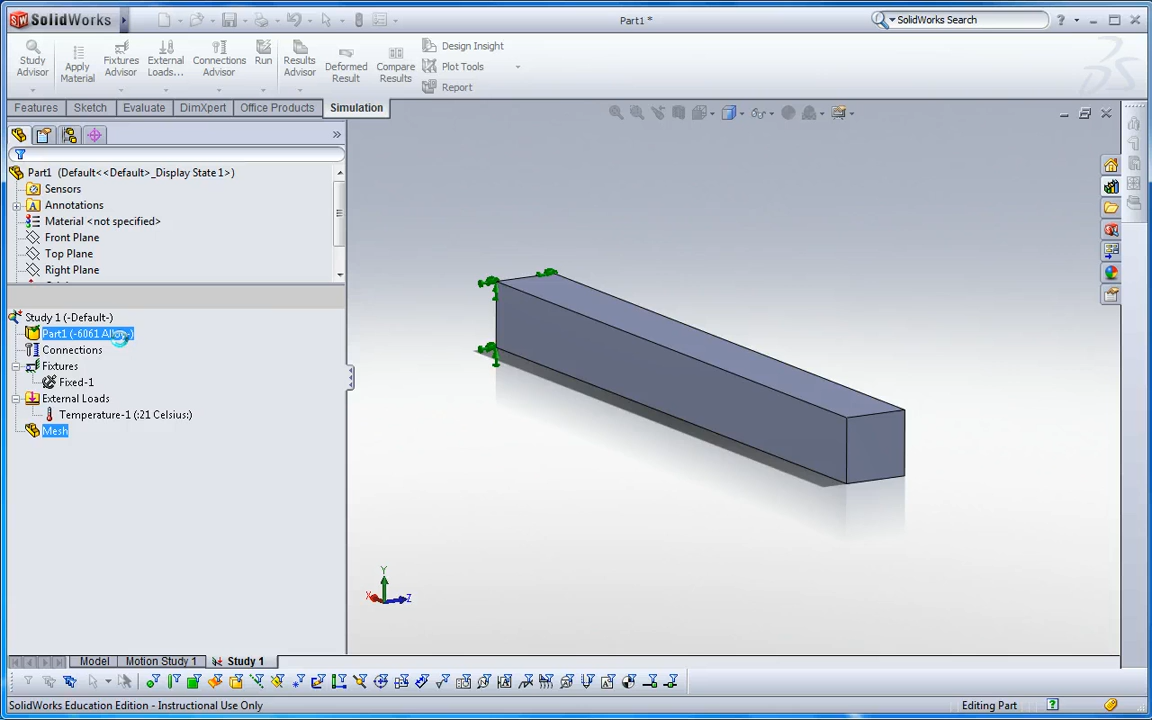 SolidWorks
Part1 *
SolidWorks Search
Study Advisor
Apply Material
Fixtures Advisor
External Loads...
Connections Advisor
Run
Results Advisor
Deformed Result
Compare Results
Design Insight
Plot Tools
Report
Features Sketch Evaluate DimXpert Office Products Simulation
Part1 (Default<<Default>_Display State 1>)
Sensors
Annotations
Material <not specified>
Front Plane
Top Plane
Right Plane
Study 1 (-Default-)
Part1 (-6061 Alloy-)
Connections
Fixtures
Fixed-1
External Loads
Temperature-1 (:21 Celsius:)
Mesh
Y
X
Z
Model Motion Study 1 Study 1
SolidWorks Education Edition - Instructional Use Only
Editing Part